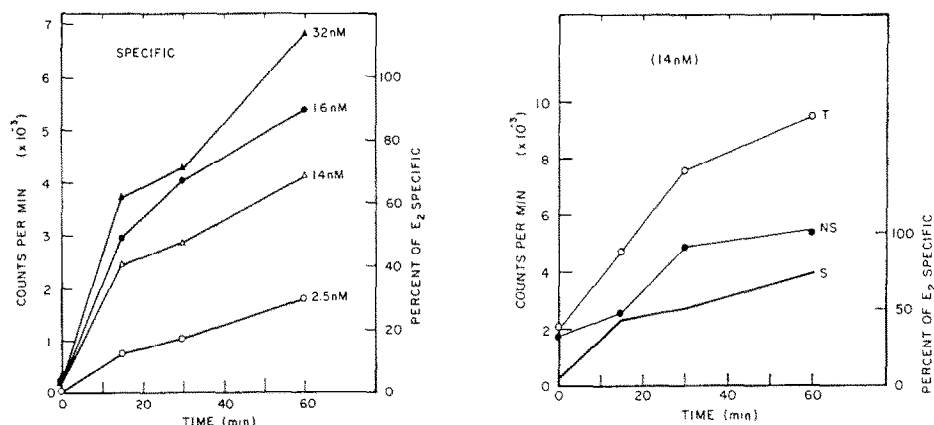 SPECIFIC
32nM
16nM
14nM
2.5nM
7
6
5
4
3
2
1
0
COUNTS PER MIN (x10⁻³)
100
80
60
40
20
0
PERCENT OF E₂ SPECIFIC
0 20 40 60
TIME (min)
(14nM)
T
NS
S
10
8
6
4
2
0
COUNTS PER MIN (x10⁻³)
100
50
0
PERCENT OF E₂ SPECIFIC
0 20 40 60
TIME (min)